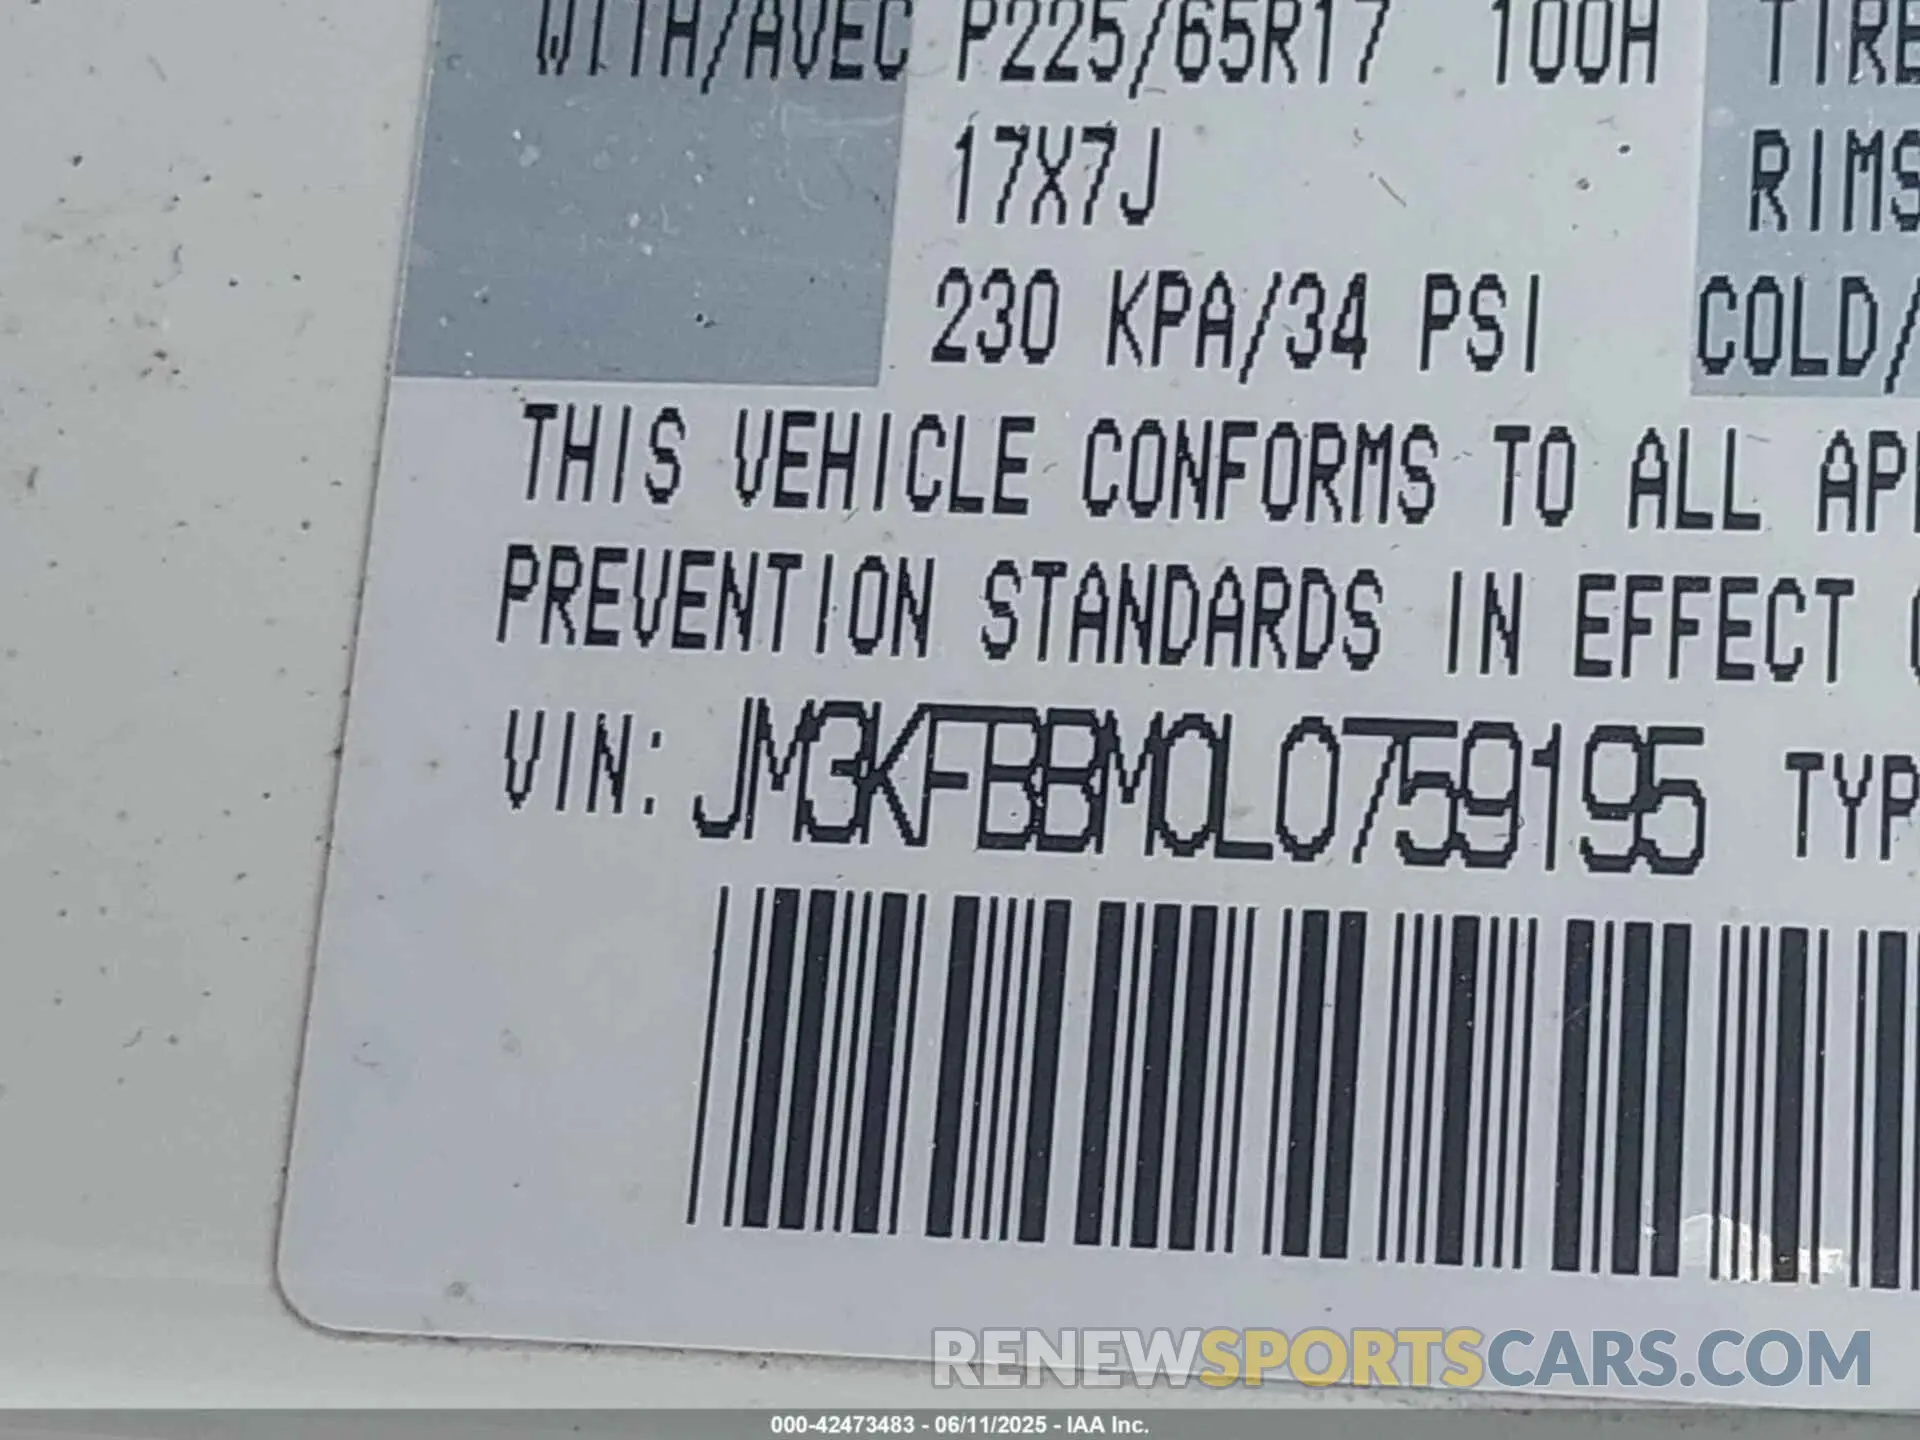 WITH/AVEC P225/65R17 100H TIRE
17X7J RIMS
230 KPA/34 PSI COLD/
THIS VEHICLE CONFORMS TO ALL AP
PREVENTION STANDARDS IN EFFECT
VIN: JM3KFBBM0L0759195 TYP
RENEWSPORTSCARS.COM
000-42473483 - 06/11/2025 - IAA Inc.